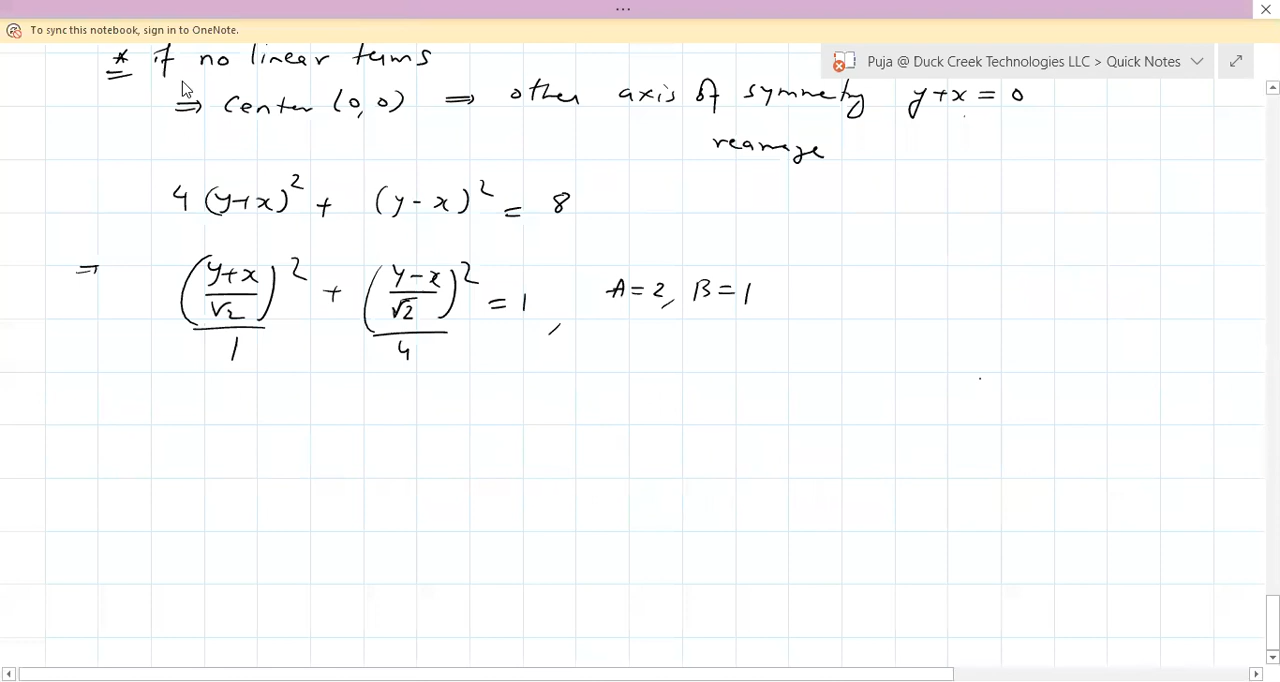 ...
To sync this notebook, sign in to OneNote.
* if no linear terms
Puja @ Duck Creek Technologies LLC > Quick Notes
⇒ center (0, 0) ⇒ other axis of symmetry y+x = 0
rearrange
4 (y+x)² + (y-x)² = 8
⇒ ((y+x)/√2)²/1 + ((y-x)/√2)²/4 = 1, A=2, B=1